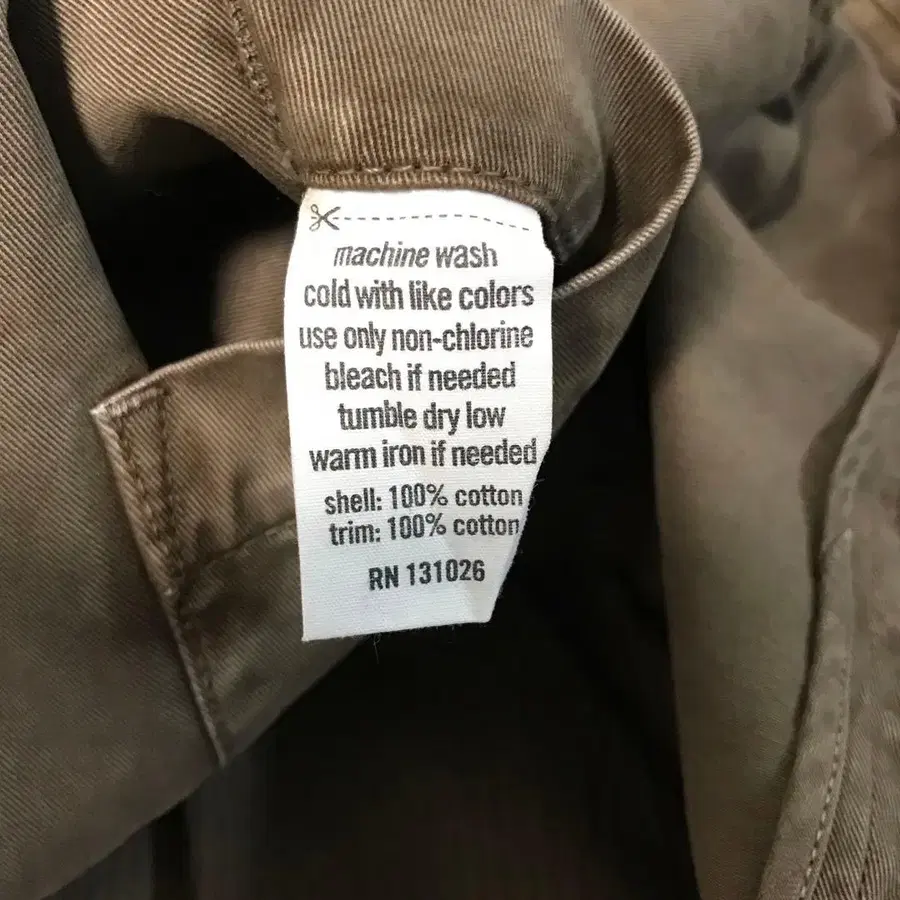 machine wash
cold with like colors
use only non-chlorine
bleach if needed
tumble dry low
warm iron if needed
shell: 100% cotton
trim: 100% cotton
RN 131026